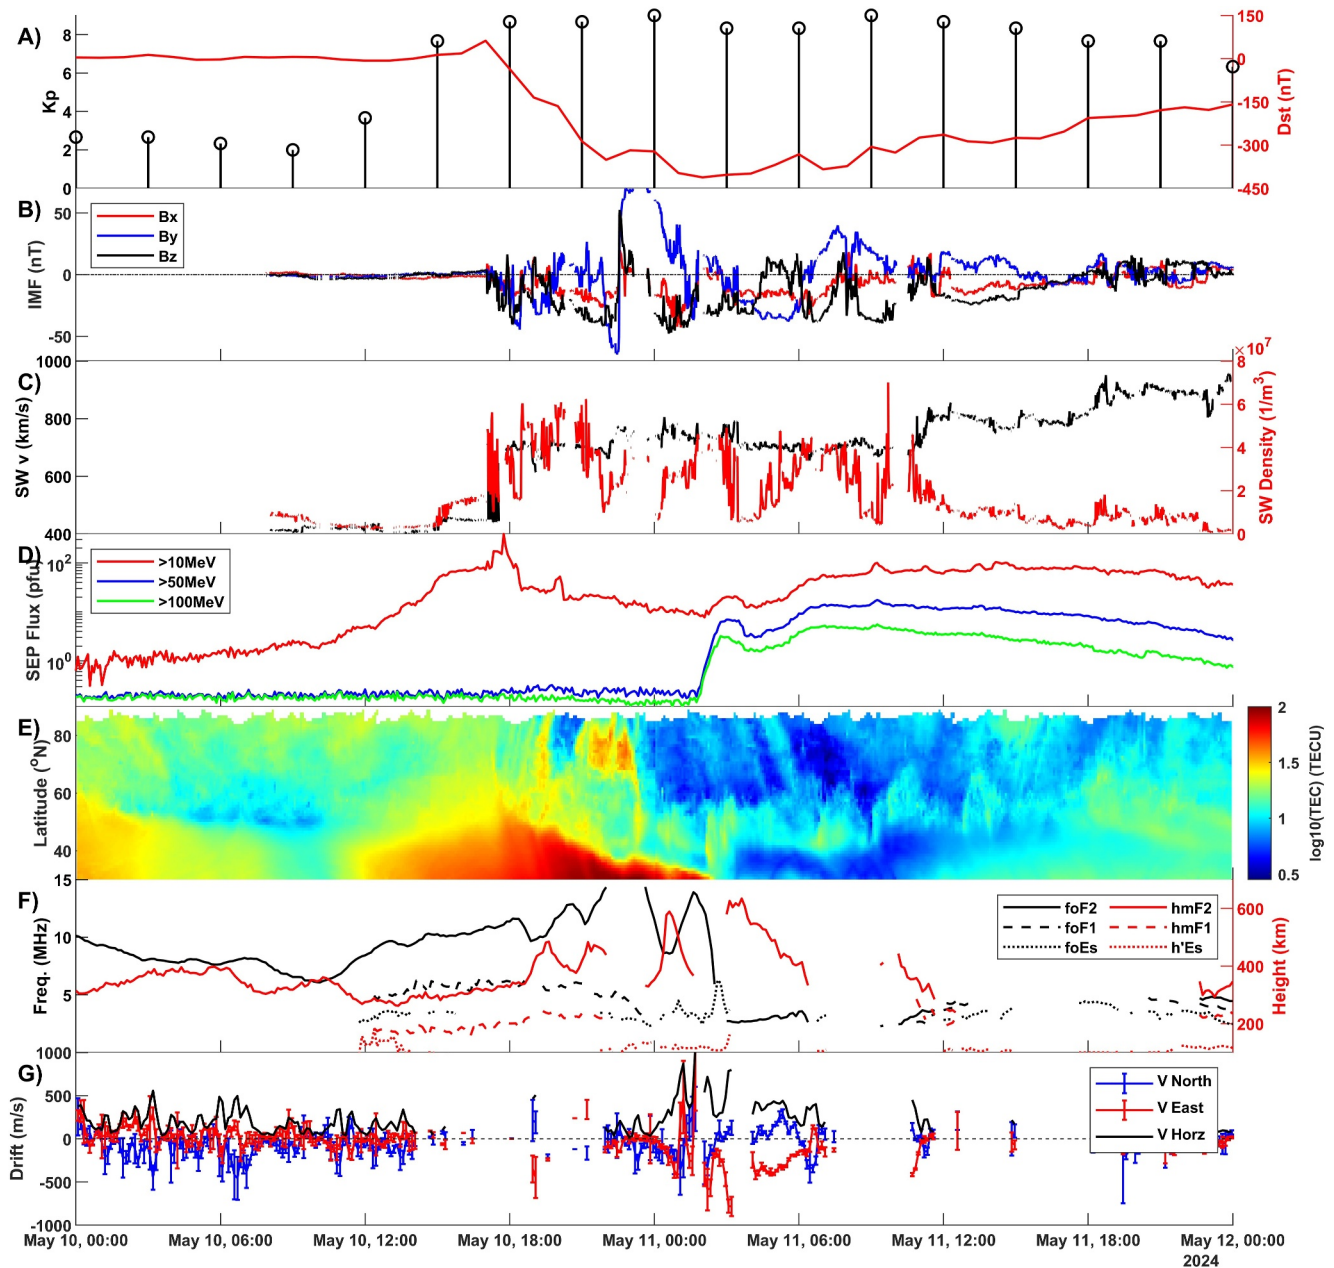 A)
8
6
4
2
0
Kp
150
0
-150
-300
-450
Dst (nT)
B)
50
0
-50
IMF (nT)
Bx
By
Bz
C)
1000
800
600
400
SW v (km/s)
×10⁷
8
6
4
2
0
SW Density (1/m³)
D)
10²
10⁰
SEP Flux (pfu)
>10MeV
>50MeV
>100MeV
E)
80
60
40
Latitude (°N)
2
1.5
1
0.5
log10(TEC) (TECU)
F)
15
10
5
Freq. (MHz)
foF2
hmF2
foF1
hmF1
foEs
h'Es
600
400
200
Height (km)
G)
1000
500
0
-500
-1000
Drift (m/s)
V North
V East
V Horz
May 10, 00:00
May 10, 06:00
May 10, 12:00
May 10, 18:00
May 11, 00:00
May 11, 06:00
May 11, 12:00
May 11, 18:00
May 12, 00:00
2024